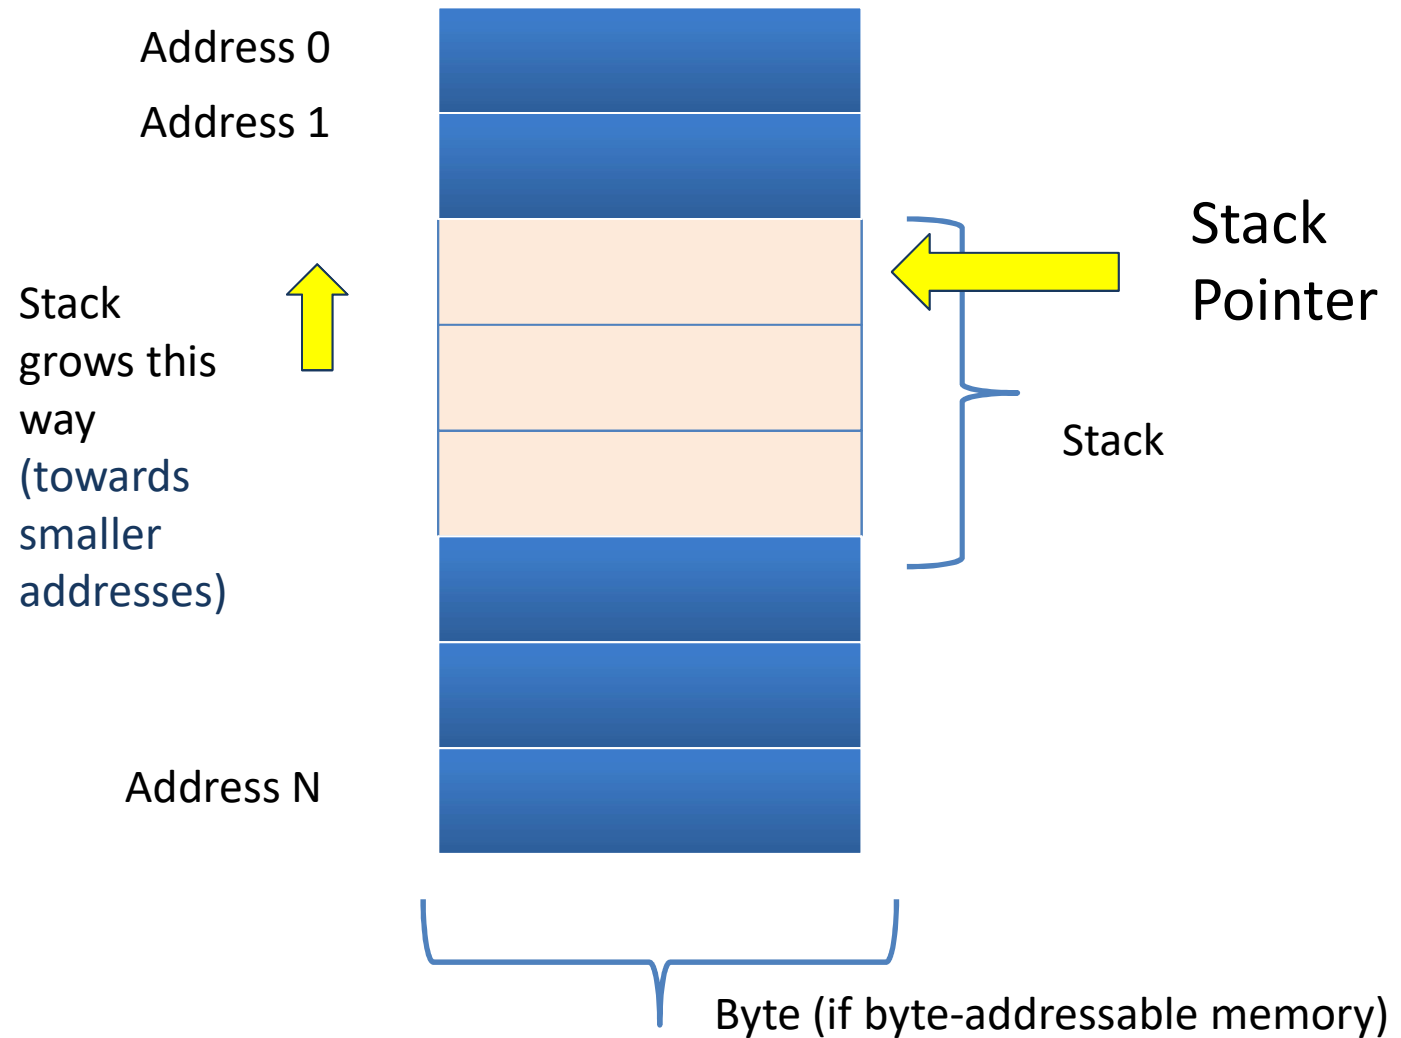 Address 0
Address 1
Stack
Pointer
Stack
grows this
way
(towards
smaller
addresses)
Stack
Address N
Byte (if byte-addressable memory)